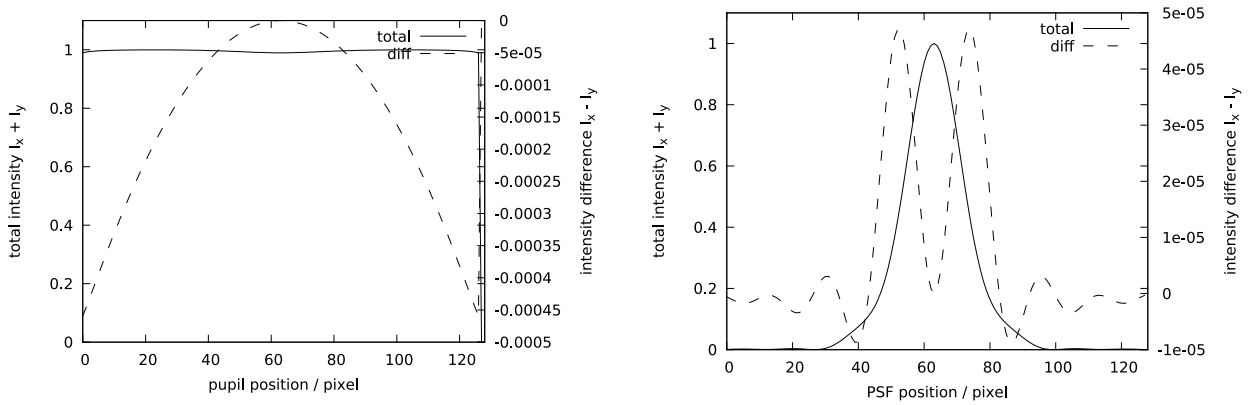 total
diff
1
0.8
0.6
0.4
0.2
0
total intensity I_x + I_y
0
-5e-05
-0.0001
-0.00015
-0.0002
-0.00025
-0.0003
-0.00035
-0.0004
-0.00045
-0.0005
intensity difference I_x - I_y
0 20 40 60 80 100 120
pupil position / pixel
total
diff
1
0.8
0.6
0.4
0.2
0
total intensity I_x + I_y
5e-05
4e-05
3e-05
2e-05
1e-05
0
-1e-05
intensity difference I_x - I_y
0 20 40 60 80 100 120
PSF position / pixel